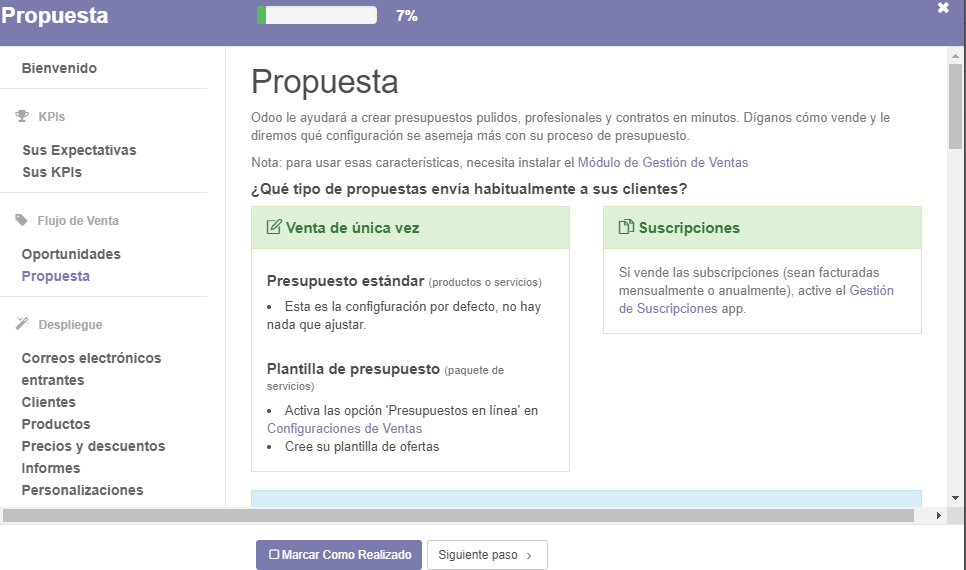 Propuesta
7%
Bienvenido
KPIs
Sus Expectativas
Sus KPIs
Flujo de Venta
Oportunidades
Propuesta
Despliegue
Correos electrónicos
entrantes
Clientes
Productos
Precios y descuentos
Informes
Personalizaciones
Propuesta
Odoo le ayudará a crear presupuestos pulidos, profesionales y contratos en minutos. Díganos cómo vende y le
diremos qué configuración se asemeja más con su proceso de presupuesto.
Nota: para usar esas características, necesita instalar el Módulo de Gestión de Ventas
¿Qué tipo de propuestas envía habitualmente a sus clientes?
Venta de única vez
Presupuesto estándar (productos o servicios)
• Esta es la configfuración por defecto, no hay
nada que ajustar.
Plantilla de presupuesto (paquete de
servicios)
• Activa las opción 'Presupuestos en línea' en
Configuraciones de Ventas
• Cree su plantilla de ofertas
Suscripciones
Si vende las subscripciones (sean facturadas
mensualmente o anualmente), active el Gestión
de Suscripciones app.
Marcar Como Realizado
Siguiente paso